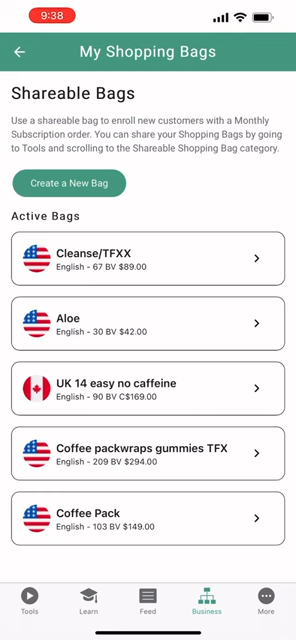 9:38
My Shopping Bags
Shareable Bags
Use a shareable bag to enroll new customers with a Monthly
Subscription order. You can share your Shopping Bags by going
to Tools and scrolling to the Shareable Shopping Bag category.
Create a New Bag
Active Bags
Cleanse/TFXX
English - 67 BV $89.00
Aloe
English - 30 BV $42.00
UK 14 easy no caffeine
English - 90 BV C$169.00
Coffee packwraps gummies TFX
English - 209 BV $294.00
Coffee Pack
English - 103 BV $149.00
Tools
Learn
Feed
Business
More